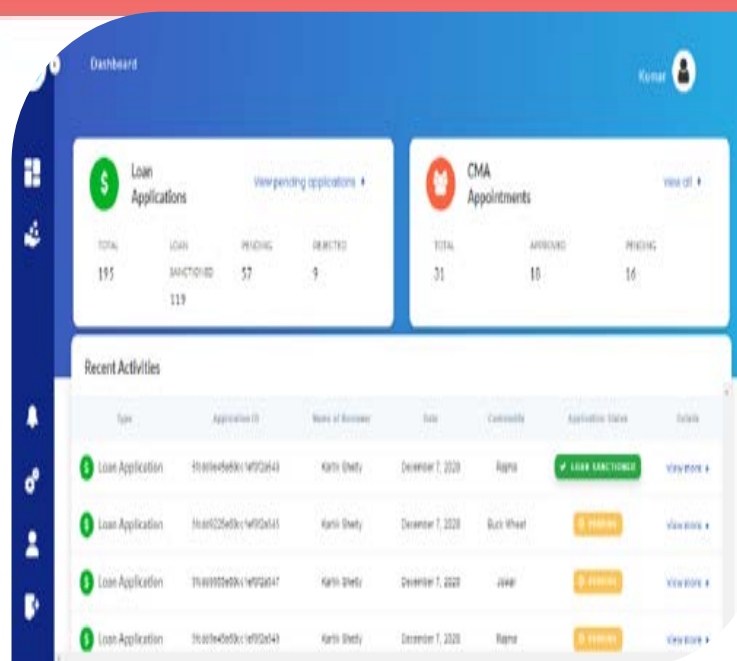 Dashboard
Kumar
Loan
Applications
View pending applications
TOTAL
LOAN
SANCTIONED
PENDING
REJECTED
195
119
57
9
CMA
Appointments
View all
TOTAL
APPROVED
PENDING
31
18
16
Recent Activities
Type Application ID Name of Borrower Date Commodity Application Status Details
Loan Application Kartik Shetty December 7, 2020 Rajma LOAN SANCTIONED View more
Loan Application Kartik Shetty December 7, 2020 Buck Wheat PENDING View more
Loan Application Kartik Shetty December 7, 2020 Jowar PENDING View more
Loan Application Kartik Shetty December 7, 2020 Rajma PENDING View more